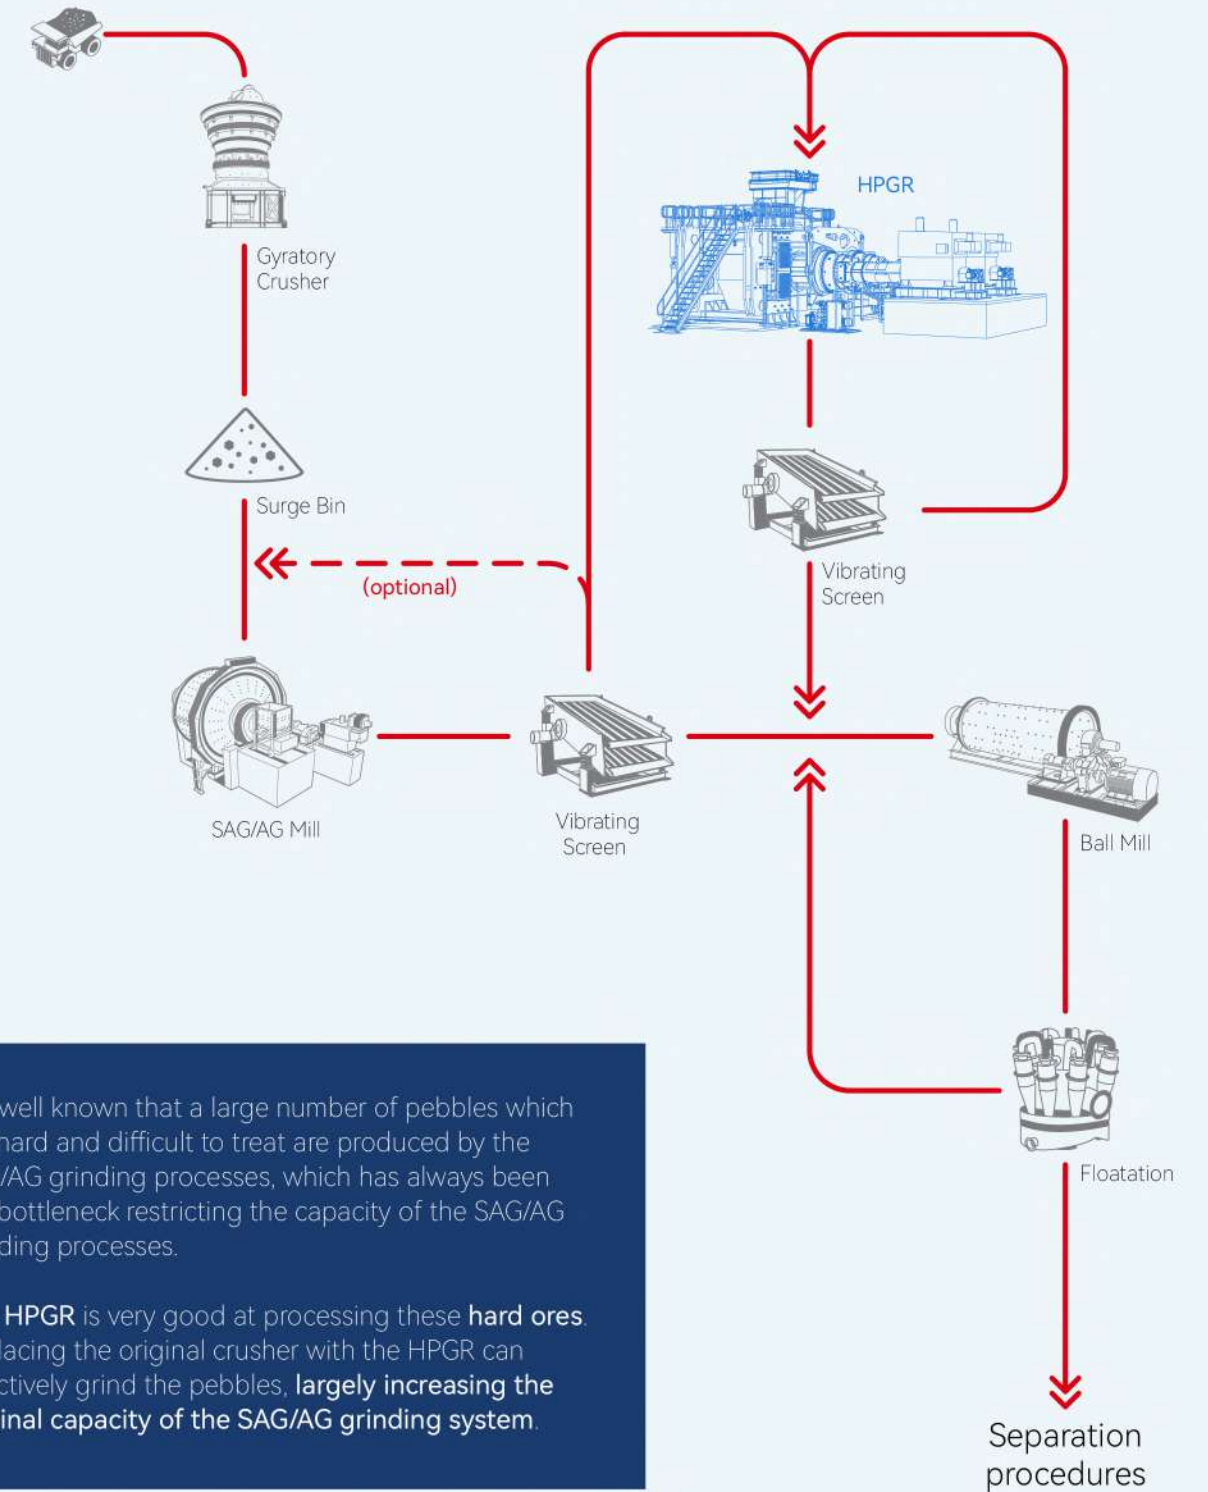 HPGR
Gyratory
Crusher
Surge Bin
(optional)
Vibrating
Screen
SAG/AG Mill
Vibrating
Screen
Ball Mill
Floatation
well known that a large number of pebbles which
hard and difficult to treat are produced by the
/AG grinding processes, which has always been
bottleneck restricting the capacity of the SAG/AG
ding processes.
HPGR is very good at processing these hard ores.
lacing the original crusher with the HPGR can
ctively grind the pebbles, largely increasing the
inal capacity of the SAG/AG grinding system.
Separation
procedures